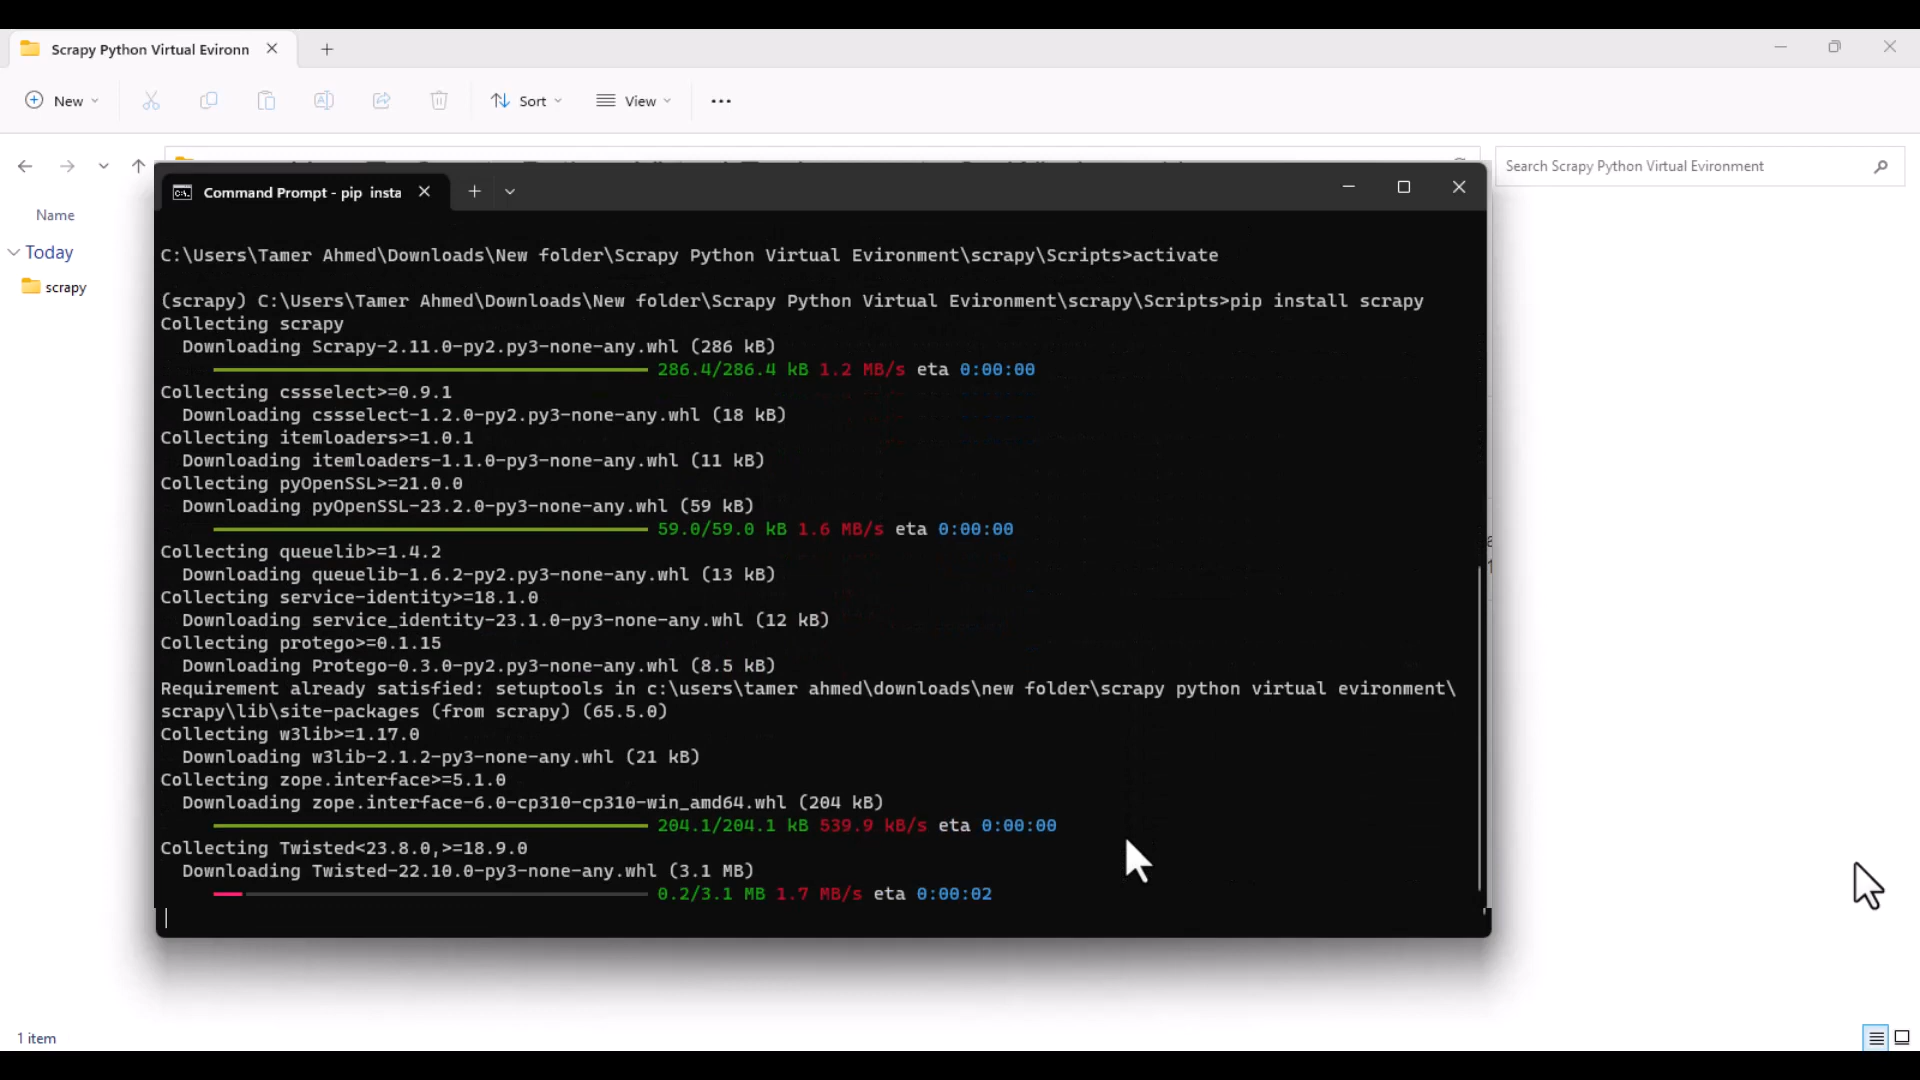 Scrapy Python Virtual Evironn
New
Sort
View
Search Scrapy Python Virtual Evironment
Name
Today
scrapy
Command Prompt - pip insta
C:\Users\Tamer Ahmed\Downloads\New folder\Scrapy Python Virtual Evironment\scrapy\Scripts>activate
(scrapy) C:\Users\Tamer Ahmed\Downloads\New folder\Scrapy Python Virtual Evironment\scrapy\Scripts>pip install scrapy
Collecting scrapy
Downloading Scrapy-2.11.0-py2.py3-none-any.whl (286 kB)
286.4/286.4 kB 1.2 MB/s eta 0:00:00
Collecting cssselect>=0.9.1
Downloading cssselect-1.2.0-py2.py3-none-any.whl (18 kB)
Collecting itemloaders>=1.0.1
Downloading itemloaders-1.1.0-py3-none-any.whl (11 kB)
Collecting pyOpenSSL>=21.0.0
Downloading pyOpenSSL-23.2.0-py3-none-any.whl (59 kB)
59.0/59.0 kB 1.6 MB/s eta 0:00:00
Collecting queuelib>=1.4.2
Downloading queuelib-1.6.2-py2.py3-none-any.whl (13 kB)
Collecting service-identity>=18.1.0
Downloading service_identity-23.1.0-py3-none-any.whl (12 kB)
Collecting protego>=0.1.15
Downloading Protego-0.3.0-py2.py3-none-any.whl (8.5 kB)
Requirement already satisfied: setuptools in c:\users\tamer ahmed\downloads\new folder\scrapy python virtual evironment\
scrapy\lib\site-packages (from scrapy) (65.5.0)
Collecting w3lib>=1.17.0
Downloading w3lib-2.1.2-py3-none-any.whl (21 kB)
Collecting zope.interface>=5.1.0
Downloading zope.interface-6.0-cp310-cp310-win_amd64.whl (204 kB)
204.1/204.1 kB 539.9 kB/s eta 0:00:00
Collecting Twisted<23.8.0,>=18.9.0
Downloading Twisted-22.10.0-py3-none-any.whl (3.1 MB)
0.2/3.1 MB 1.7 MB/s eta 0:00:02
1 item